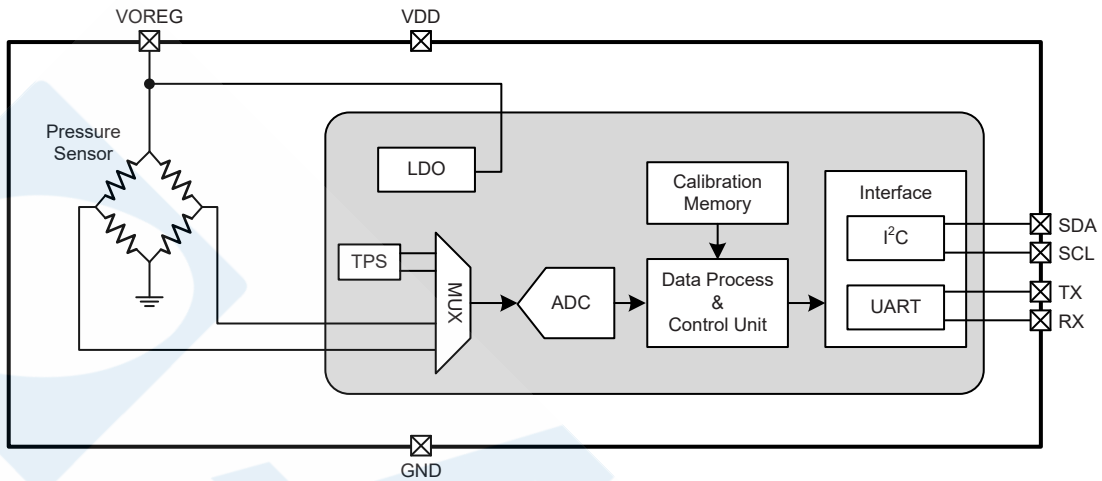 VOREG
VDD
Pressure
Sensor
LDO
Calibration
Memory
Interface
I²C
SDA
SCL
TPS
MUX
ADC
Data Process
&
Control Unit
UART
TX
RX
GND